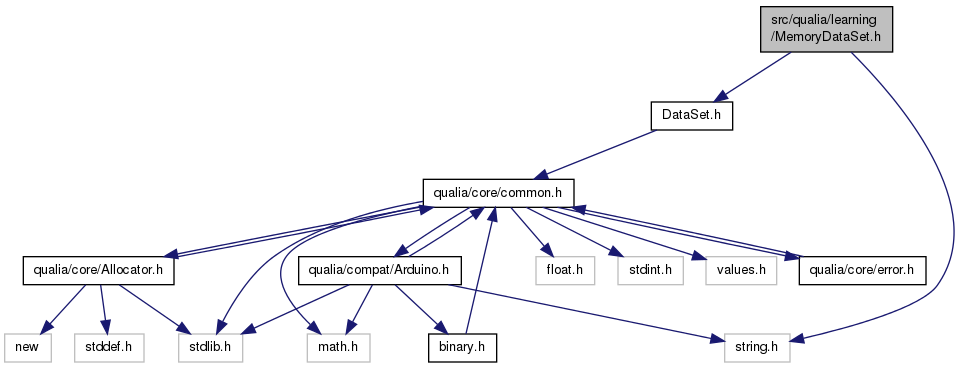 src/qualia/learning
/MemoryDataSet.h
DataSet.h
qualia/core/common.h
qualia/core/Allocator.h
qualia/compat/Arduino.h
float.h
stdint.h
values.h
qualia/core/error.h
new
stddef.h
stdlib.h
math.h
binary.h
string.h